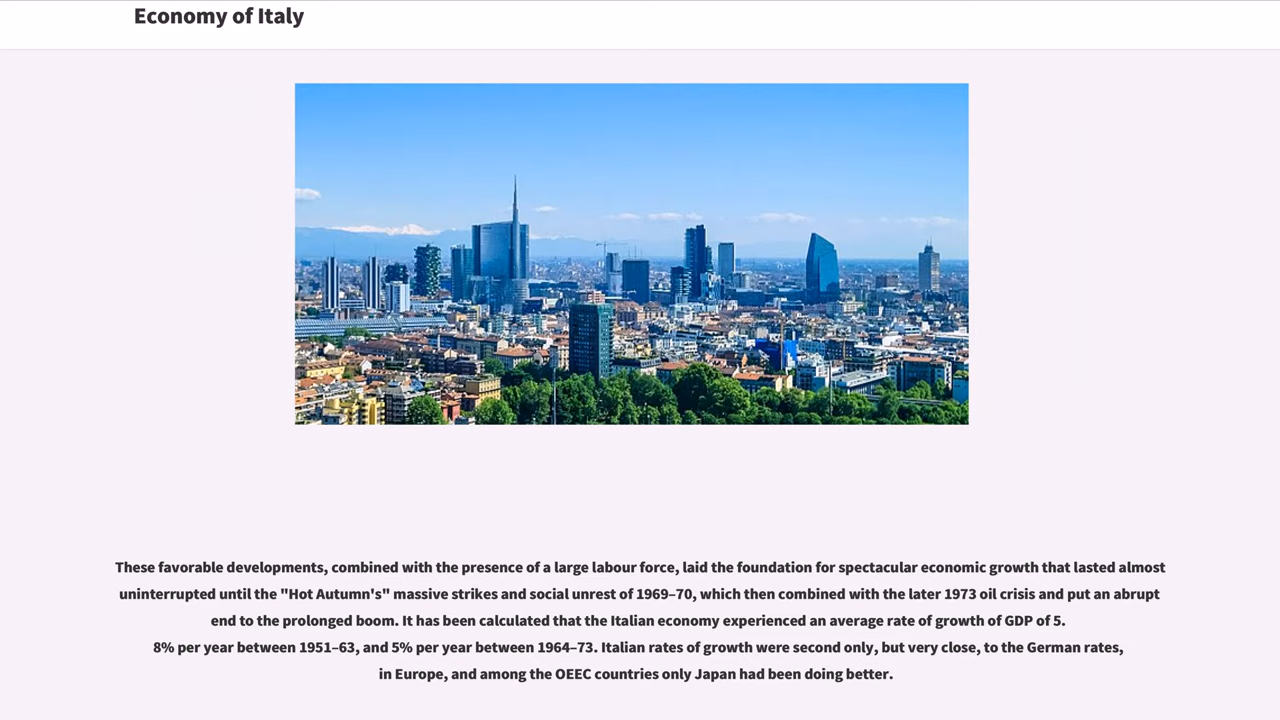 Economy of Italy
These favorable developments, combined with the presence of a large labour force, laid the foundation for spectacular economic growth that lasted almost
uninterrupted until the "Hot Autumn's" massive strikes and social unrest of 1969–70, which then combined with the later 1973 oil crisis and put an abrupt
end to the prolonged boom. It has been calculated that the Italian economy experienced an average rate of growth of GDP of 5.
8% per year between 1951–63, and 5% per year between 1964–73. Italian rates of growth were second only, but very close, to the German rates,
in Europe, and among the OEEC countries only Japan had been doing better.